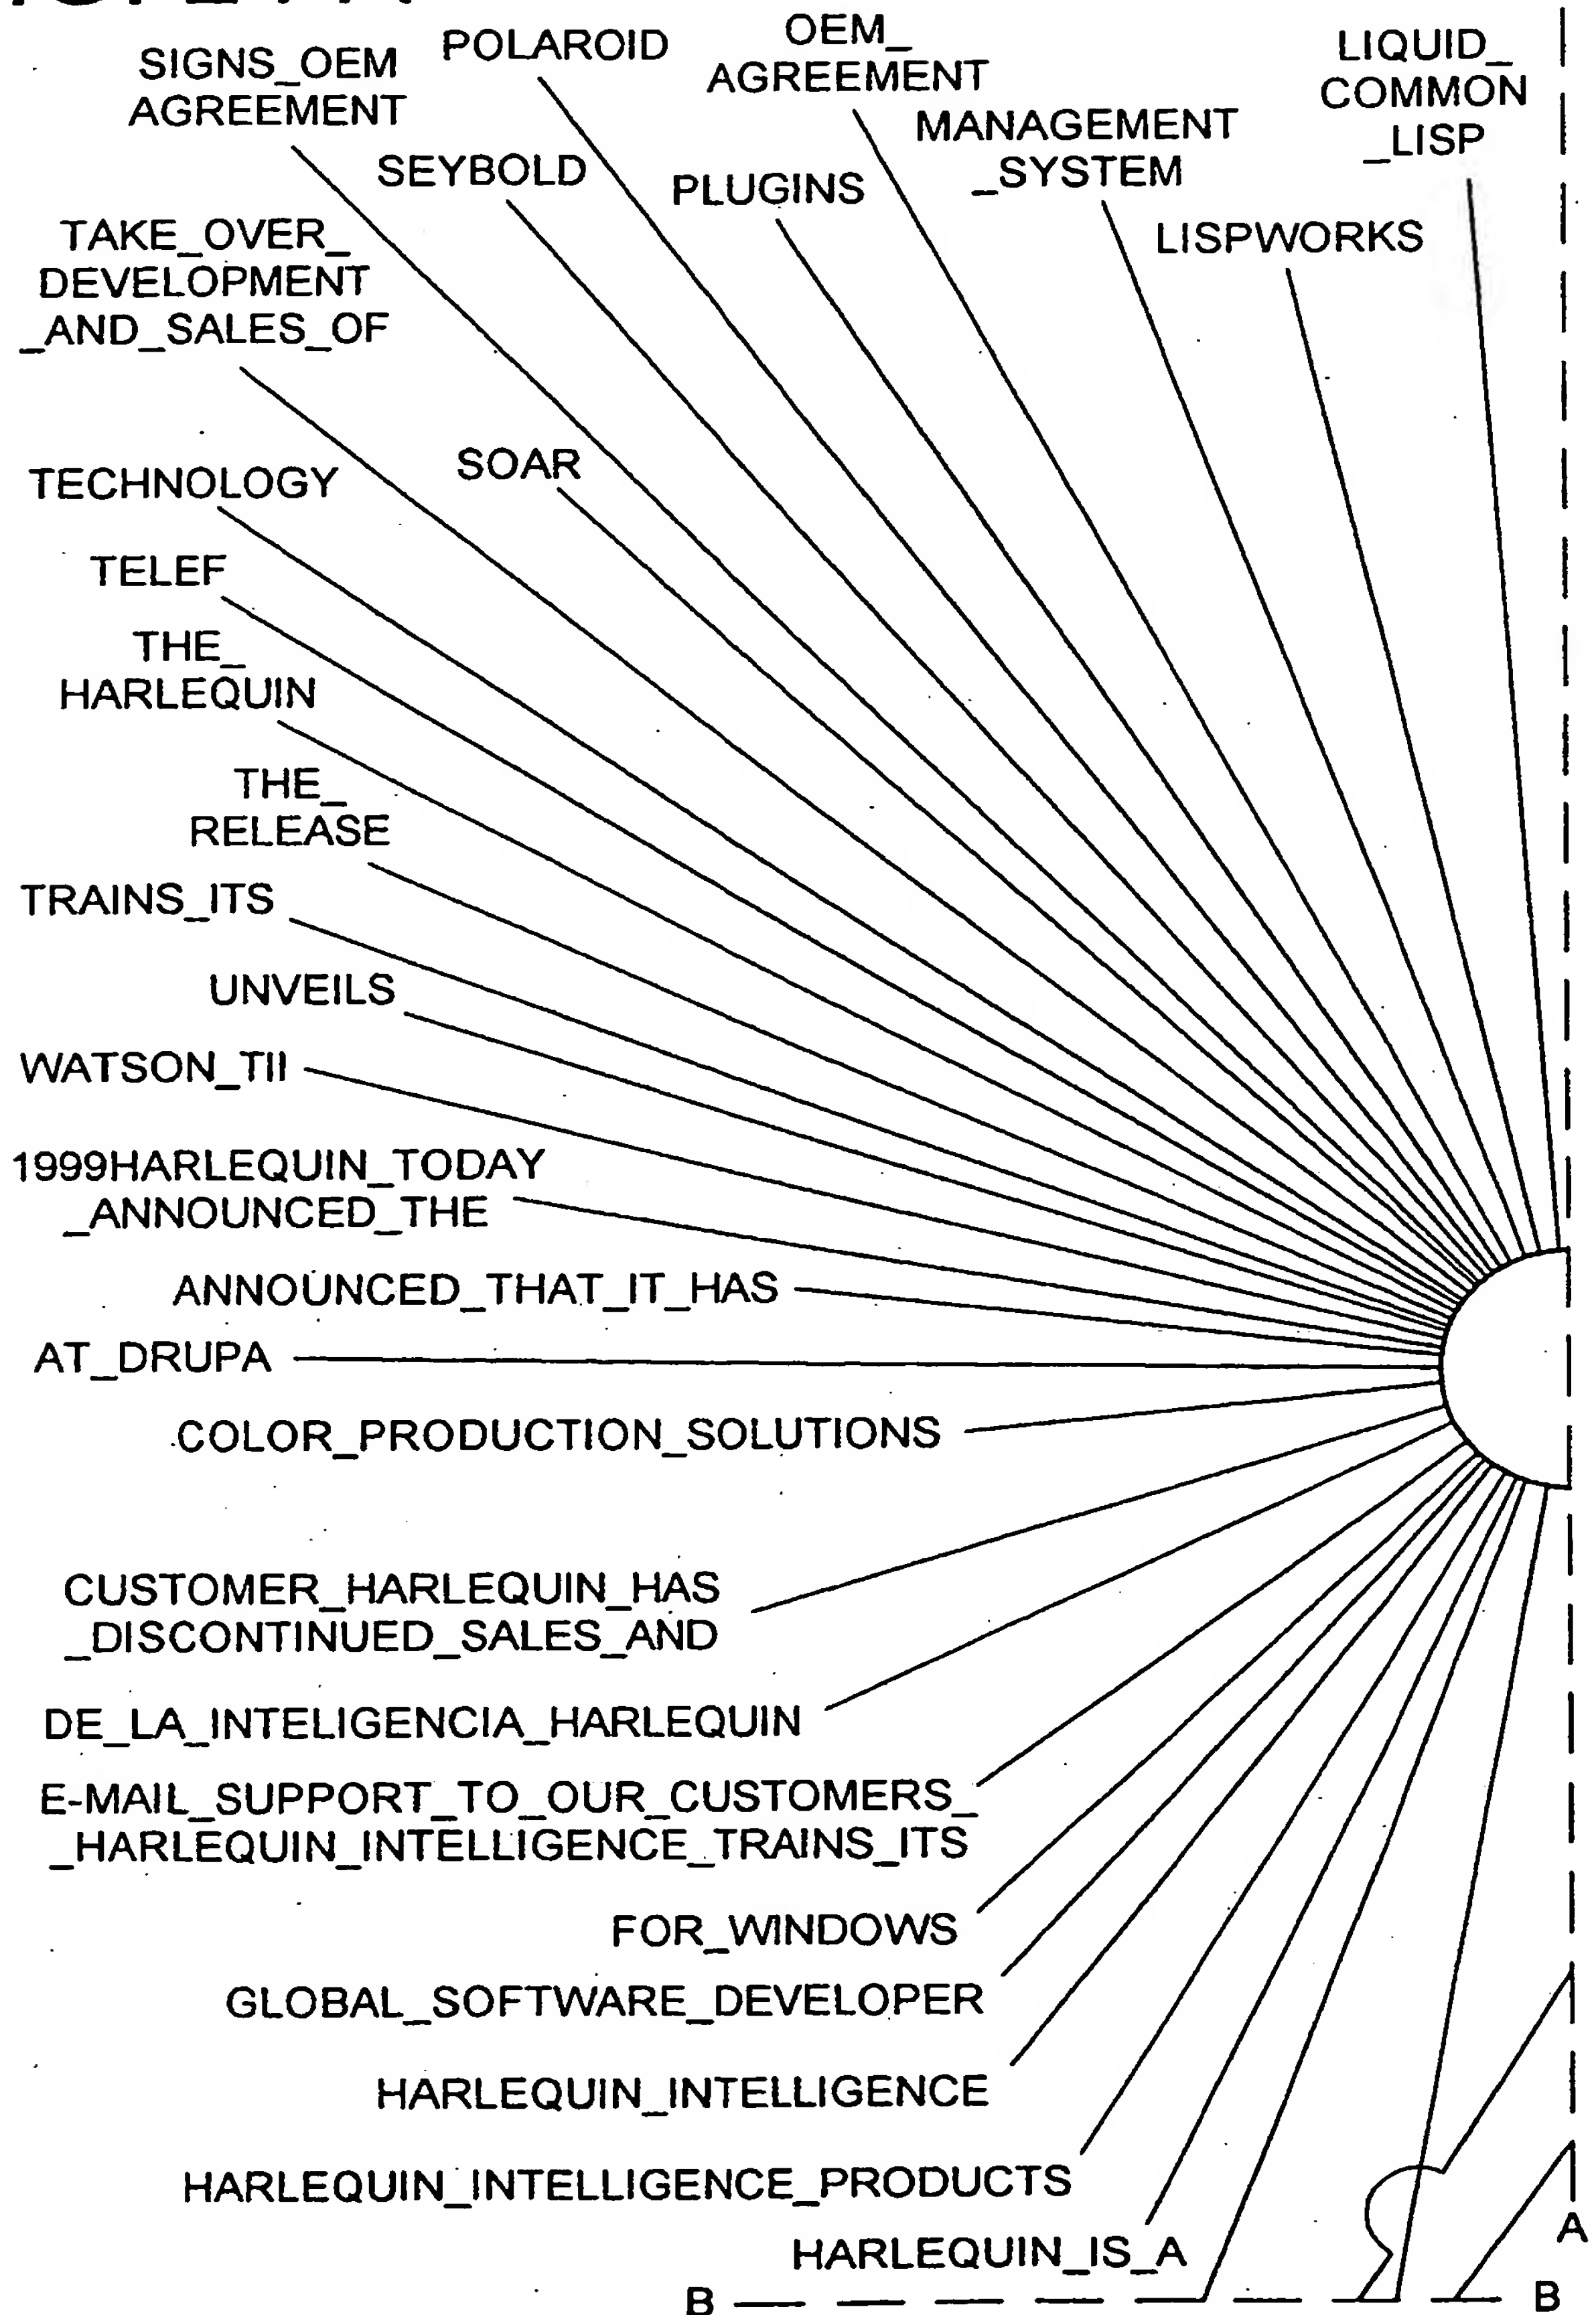 POLAROID
OEM_
AGREEMENT
LIQUID_
COMMON
_LISP
SIGNS_OEM
AGREEMENT
MANAGEMENT
_SYSTEM
SEYBOLD
PLUGINS
LISPWORKS
TAKE_OVER_
DEVELOPMENT
_AND_SALES_OF
SOAR
TECHNOLOGY
TELEF
THE_
HARLEQUIN
THE_
RELEASE
TRAINS_ITS
UNVEILS
WATSON_TII
1999HARLEQUIN_TODAY
_ANNOUNCED_THE
ANNOUNCED_THAT_IT_HAS
AT_DRUPA
COLOR_PRODUCTION_SOLUTIONS
CUSTOMER_HARLEQUIN_HAS
_DISCONTINUED_SALES_AND
DE_LA_INTELIGENCIA_HARLEQUIN
E-MAIL_SUPPORT_TO_OUR_CUSTOMERS_
_HARLEQUIN_INTELLIGENCE_TRAINS_ITS
FOR_WINDOWS
GLOBAL_SOFTWARE_DEVELOPER
HARLEQUIN_INTELLIGENCE
HARLEQUIN_INTELLIGENCE_PRODUCTS
HARLEQUIN_IS_A
A
B
B